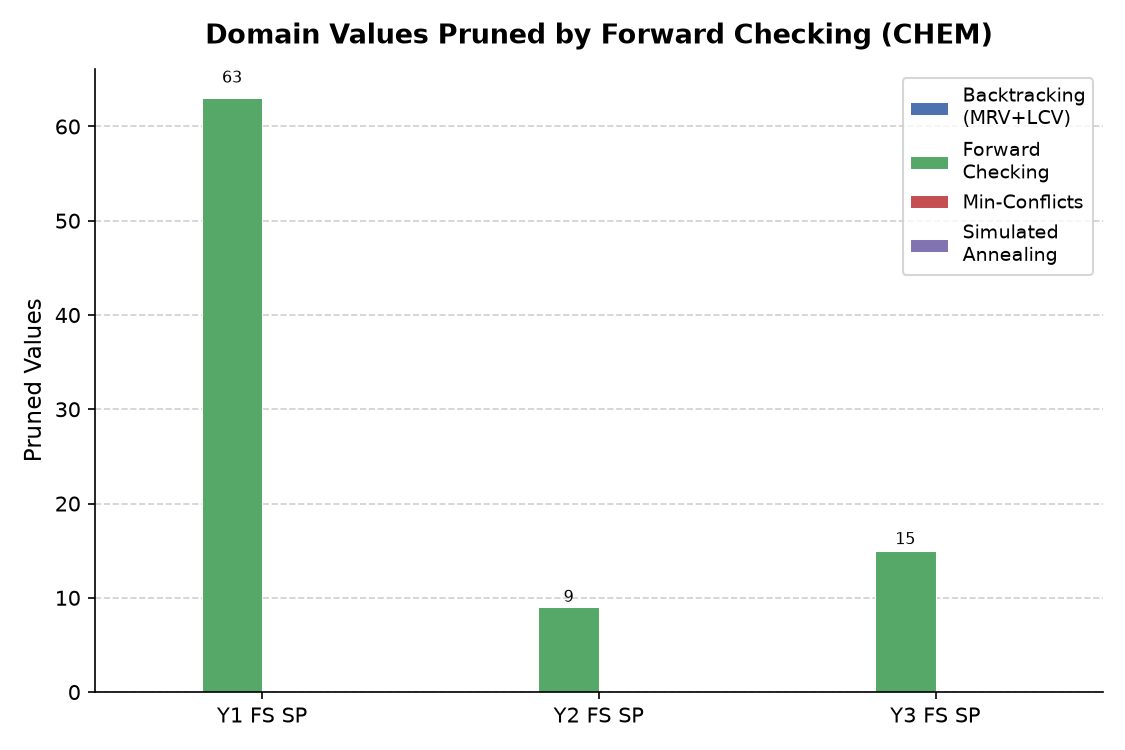 Domain Values Pruned by Forward Checking (CHEM)
63
Backtracking
(MRV+LCV)
Forward
Checking
Min-Conflicts
Simulated
Annealing
60
50
40
30
20
10
0
Pruned Values
15
9
Y1 FS SP
Y2 FS SP
Y3 FS SP